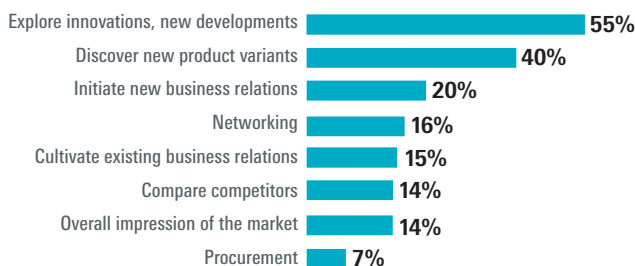 Explore innovations, new developments 55%
Discover new product variants 40%
Initiate new business relations 20%
Networking 16%
Cultivate existing business relations 15%
Compare competitors 14%
Overall impression of the market 14%
Procurement 7%